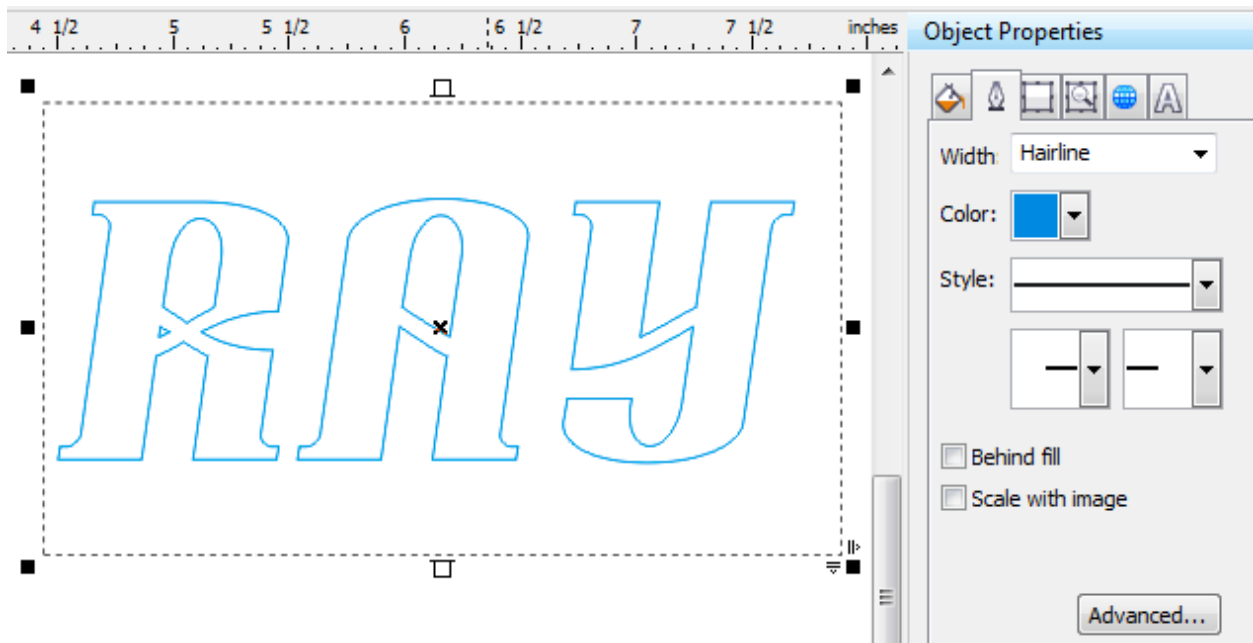 4 1/2 5 5 1/2 6 6 1/2 7 7 1/2 inches
Object Properties
Width:
Hairline
Color:
Style:
Behind fill
Scale with image
Advanced...
RAY